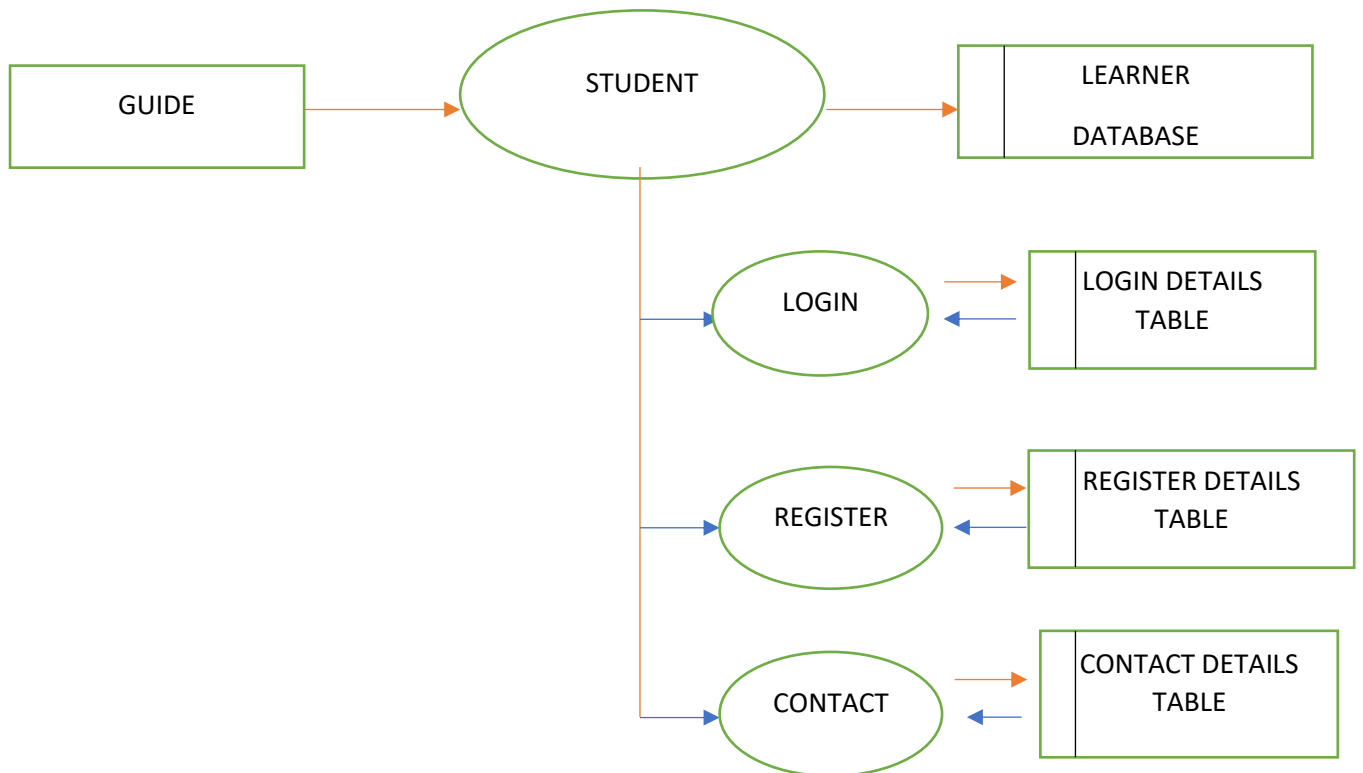 GUIDE
STUDENT
LEARNER
DATABASE
LOGIN
LOGIN DETAILS
TABLE
REGISTER
REGISTER DETAILS
TABLE
CONTACT
CONTACT DETAILS
TABLE